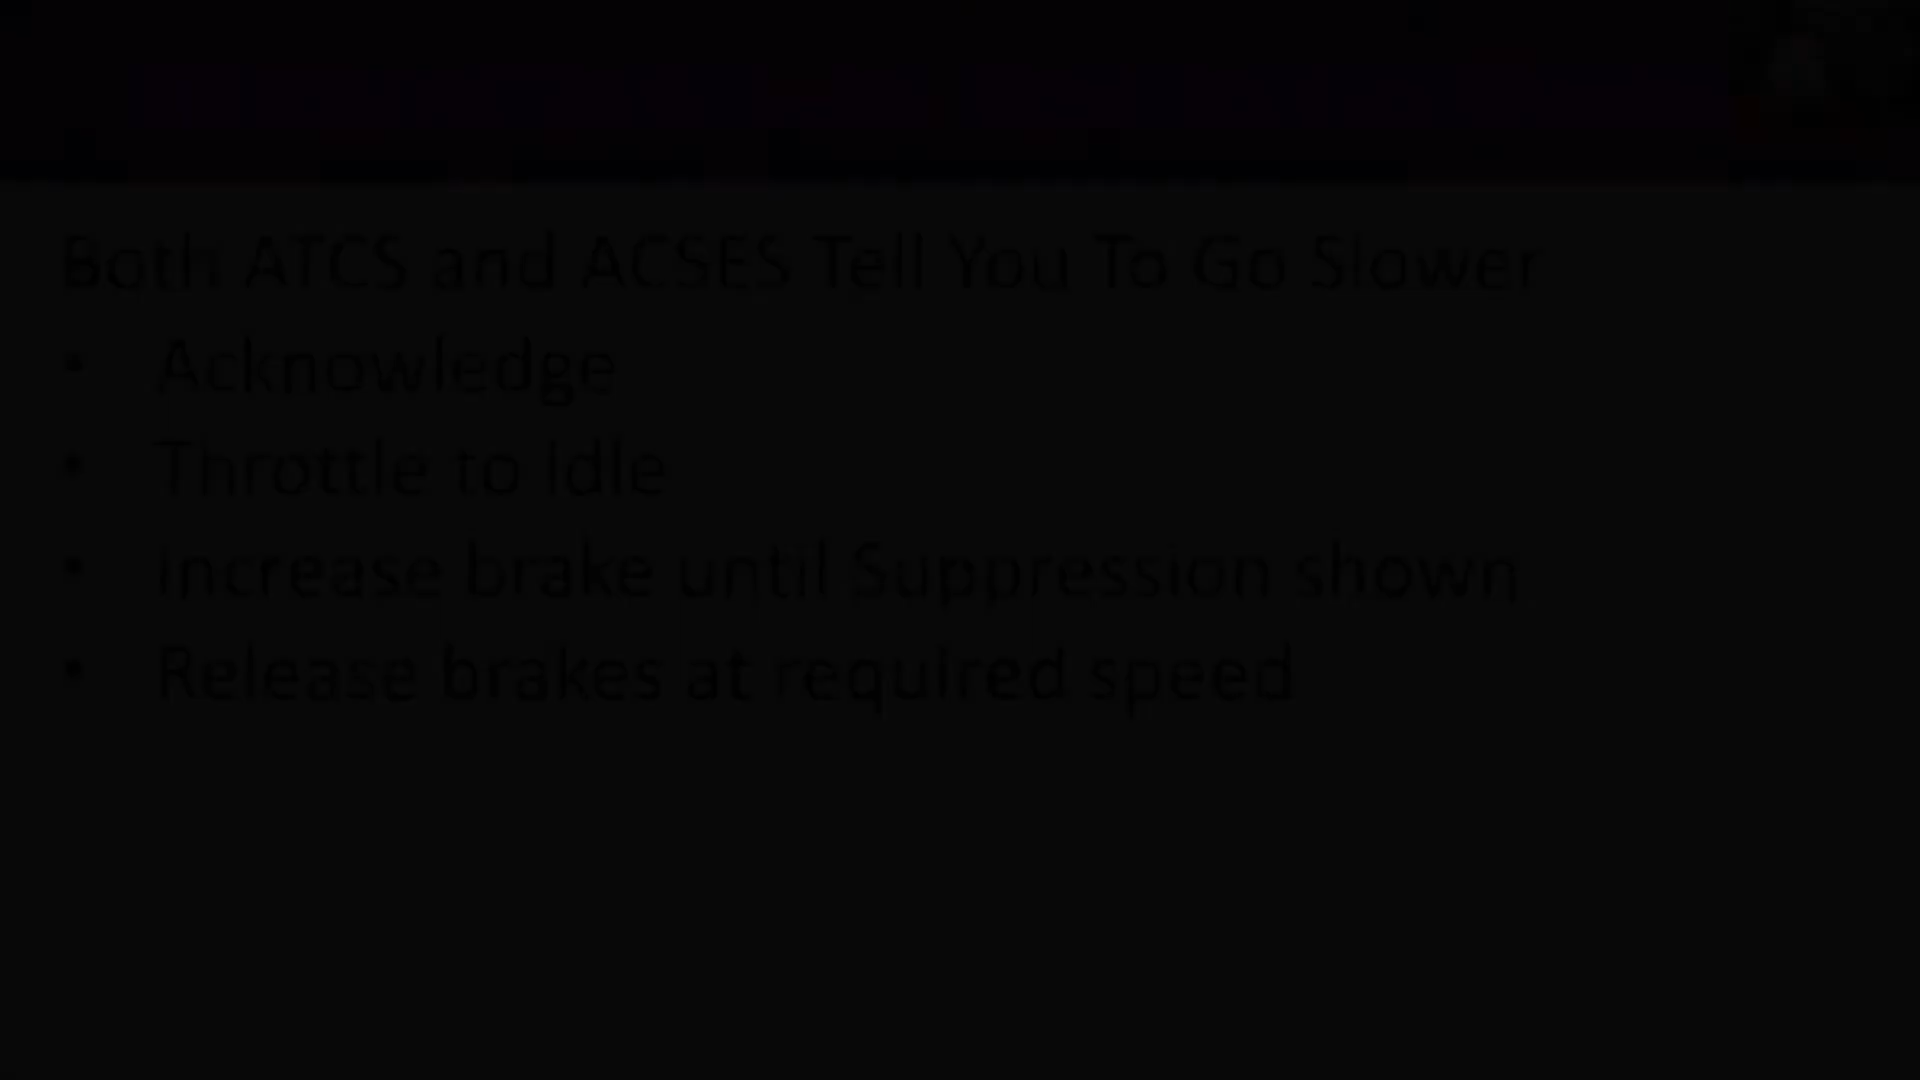 Both ATCS and ACSES Tell You To Go Slower
• Acknowledge
• Throttle to Idle
• Increase brake until Suppression shown
• Release brakes at required speed